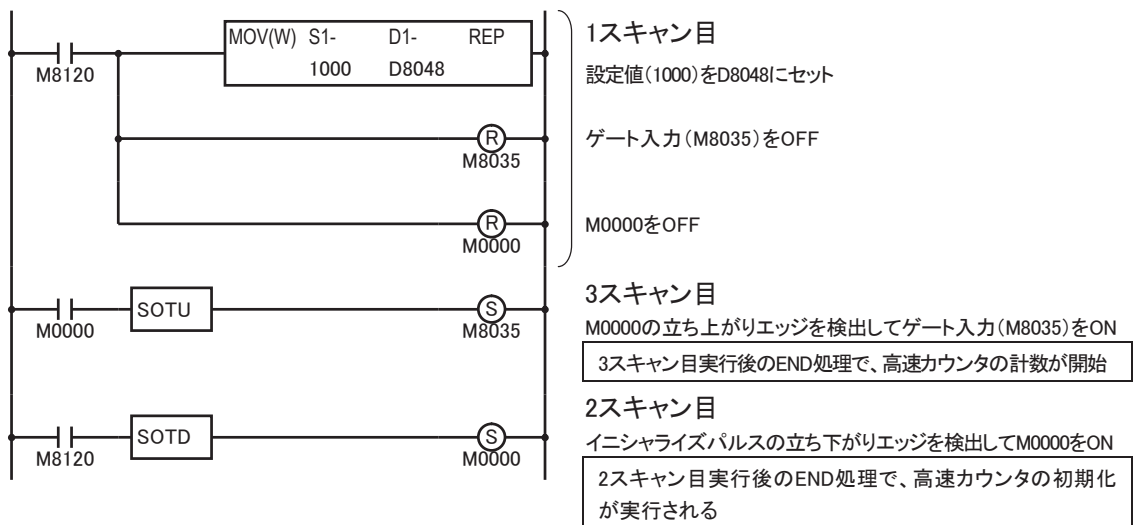 MOV(W) S1- D1- REP
1000 D8048
M8120
R
M8035
R
M0000
1スキャン目
設定値(1000)をD8048にセット
ゲート入力(M8035)をOFF
M0000をOFF
SOTU
S
M0000
M8035
3スキャン目
M0000の立ち上がりエッジを検出してゲート入力(M8035)をON
3スキャン目実行後のEND処理で、高速カウンタの計数が開始
SOTD
S
M8120
M0000
2スキャン目
イニシャライズパルスの立ち下がりエッジを検出してM0000をON
2スキャン目実行後のEND処理で、高速カウンタの初期化
が実行される